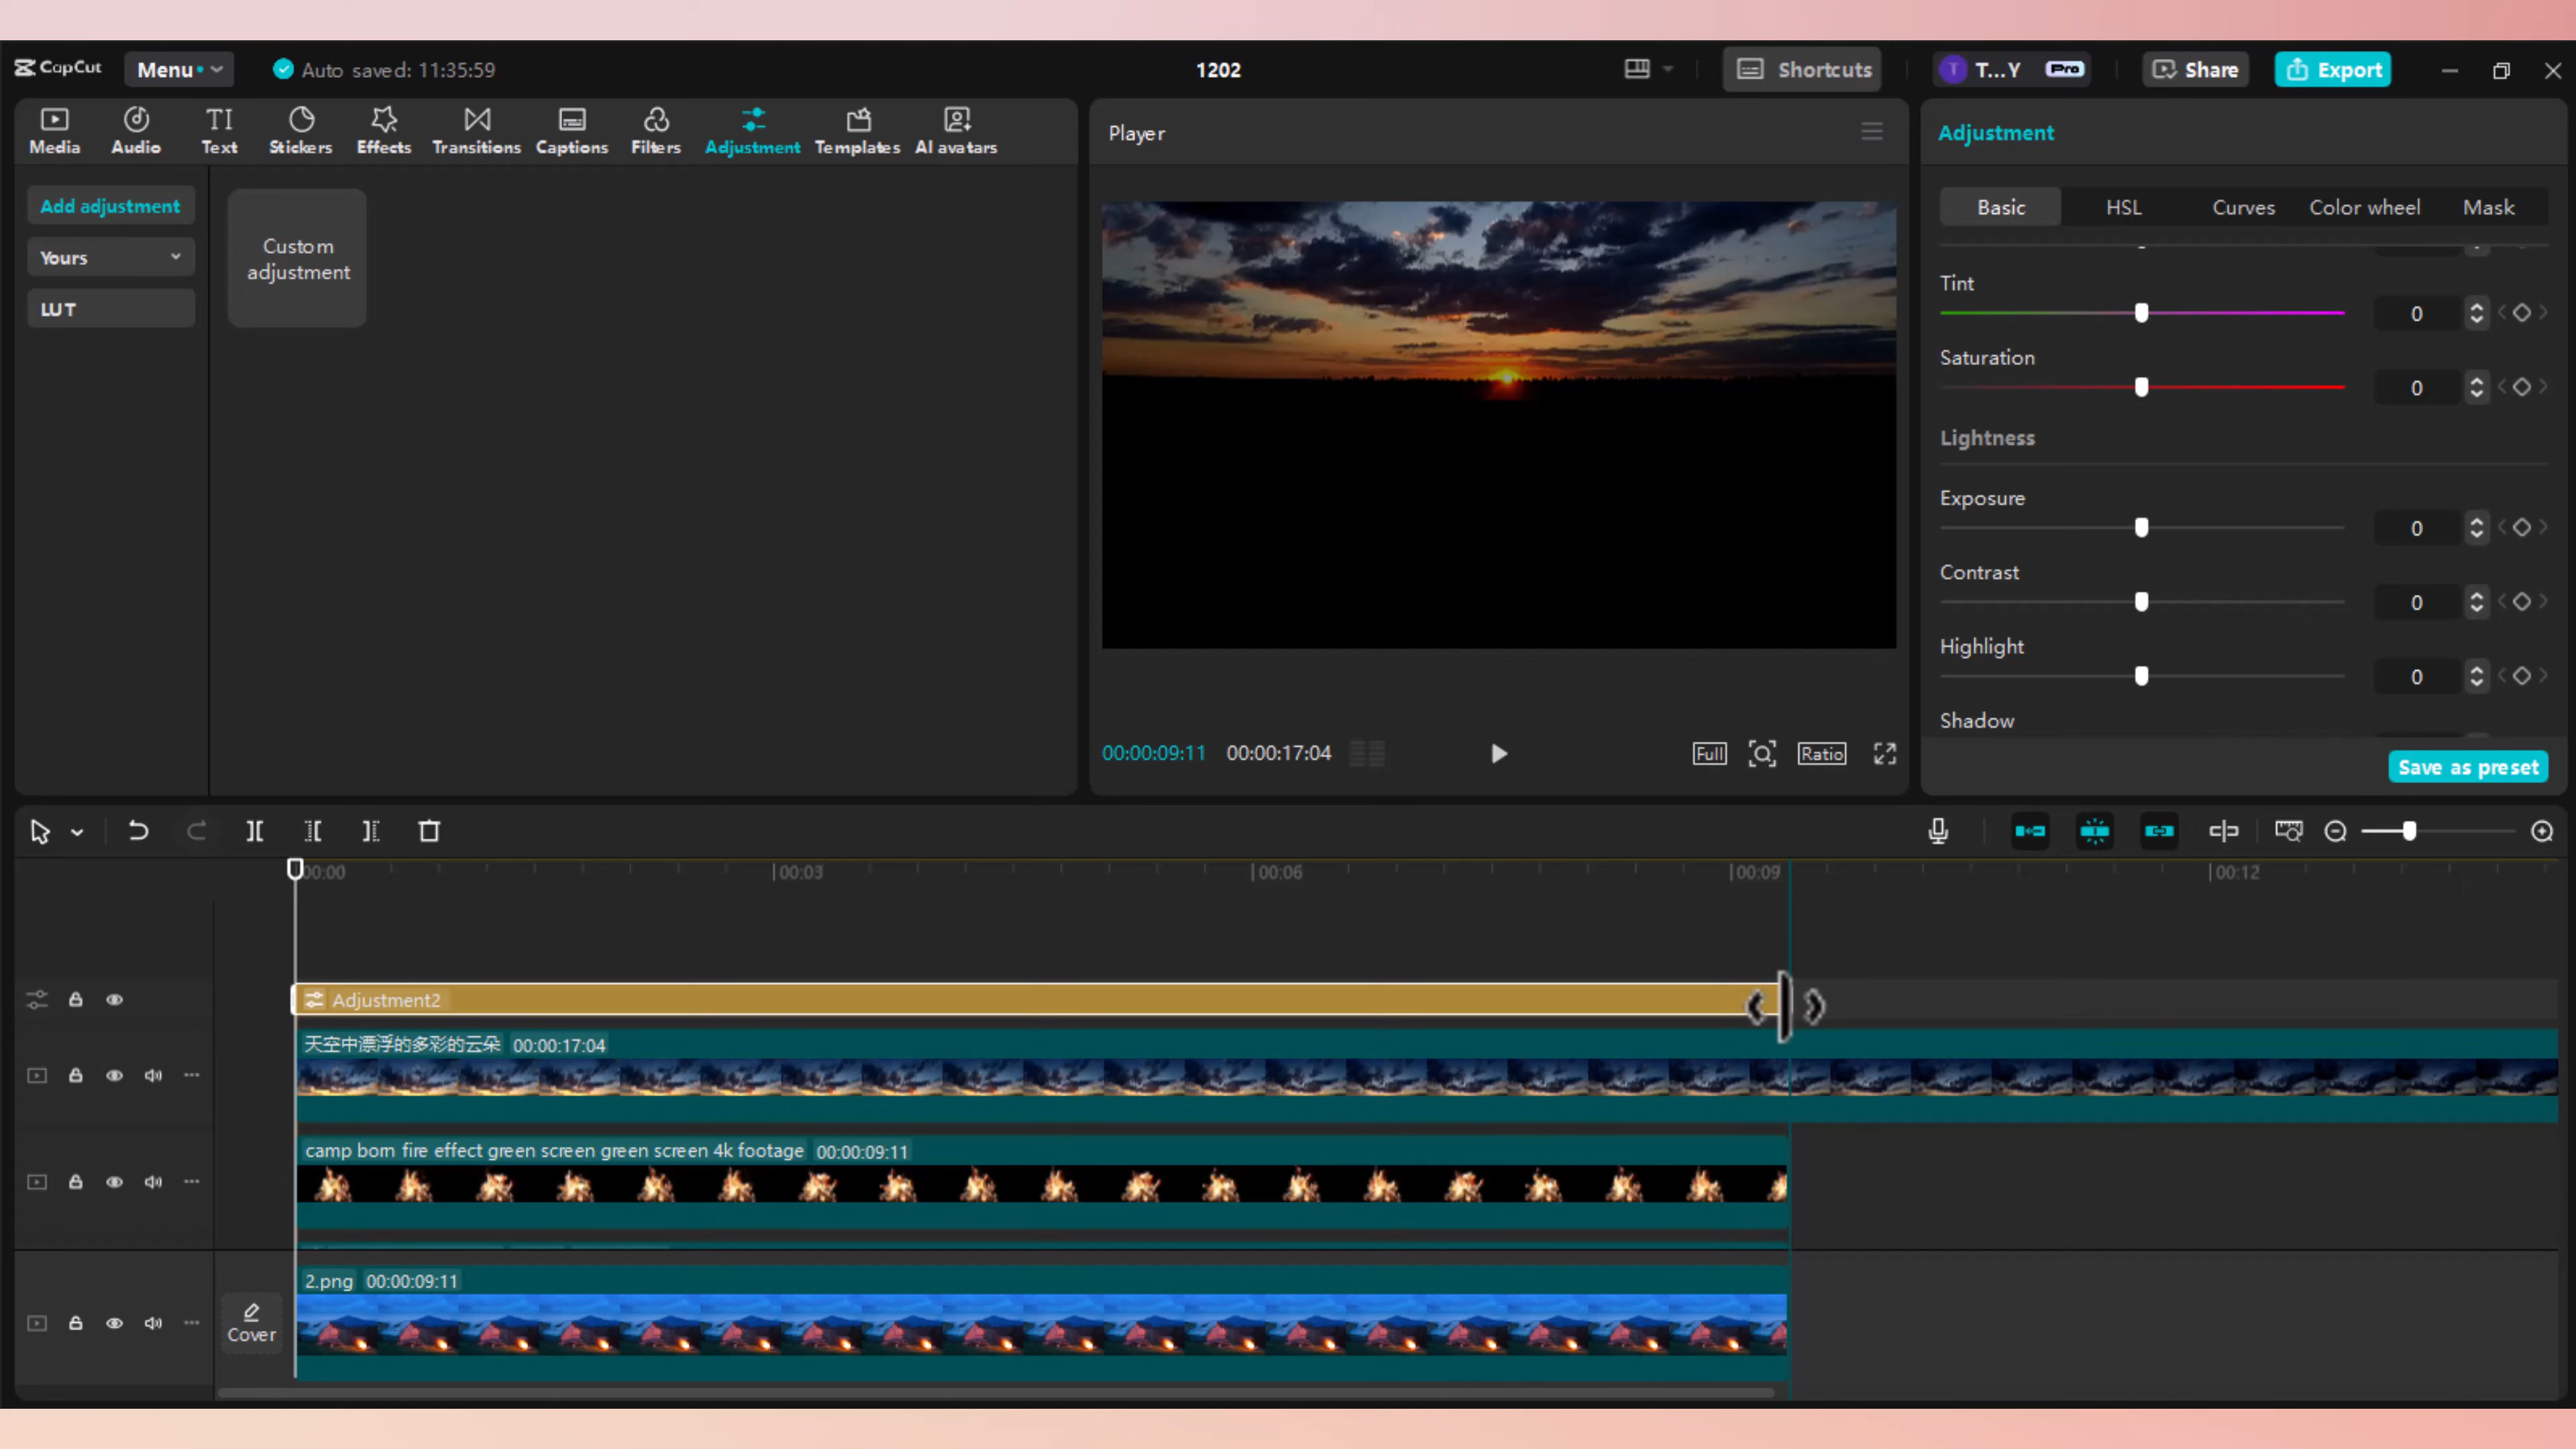 CapCut Menu Auto saved: 11:35:59 1202 Shortcuts T T...Y Pro Share Export
Media Audio Text Stickers Effects Transitions Captions Filters Adjustment Templates AI avatars
Add adjustment
Yours
LUT
Custom
adjustment
Player
00:00:09:11 00:00:17:04 Full Ratio
Adjustment
Basic HSL Curves Color wheel Mask
Tint
0
Saturation
0
Lightness
Exposure
0
Contrast
0
Highlight
0
Shadow
Save as preset
00:00 00:03 00:06 00:09 00:12
Adjustment2
天空中漂浮的多彩的云朵 00:00:17:04
camp bom fire effect green screen green screen 4k footage 00:00:09:11
2.png 00:00:09:11
Cover